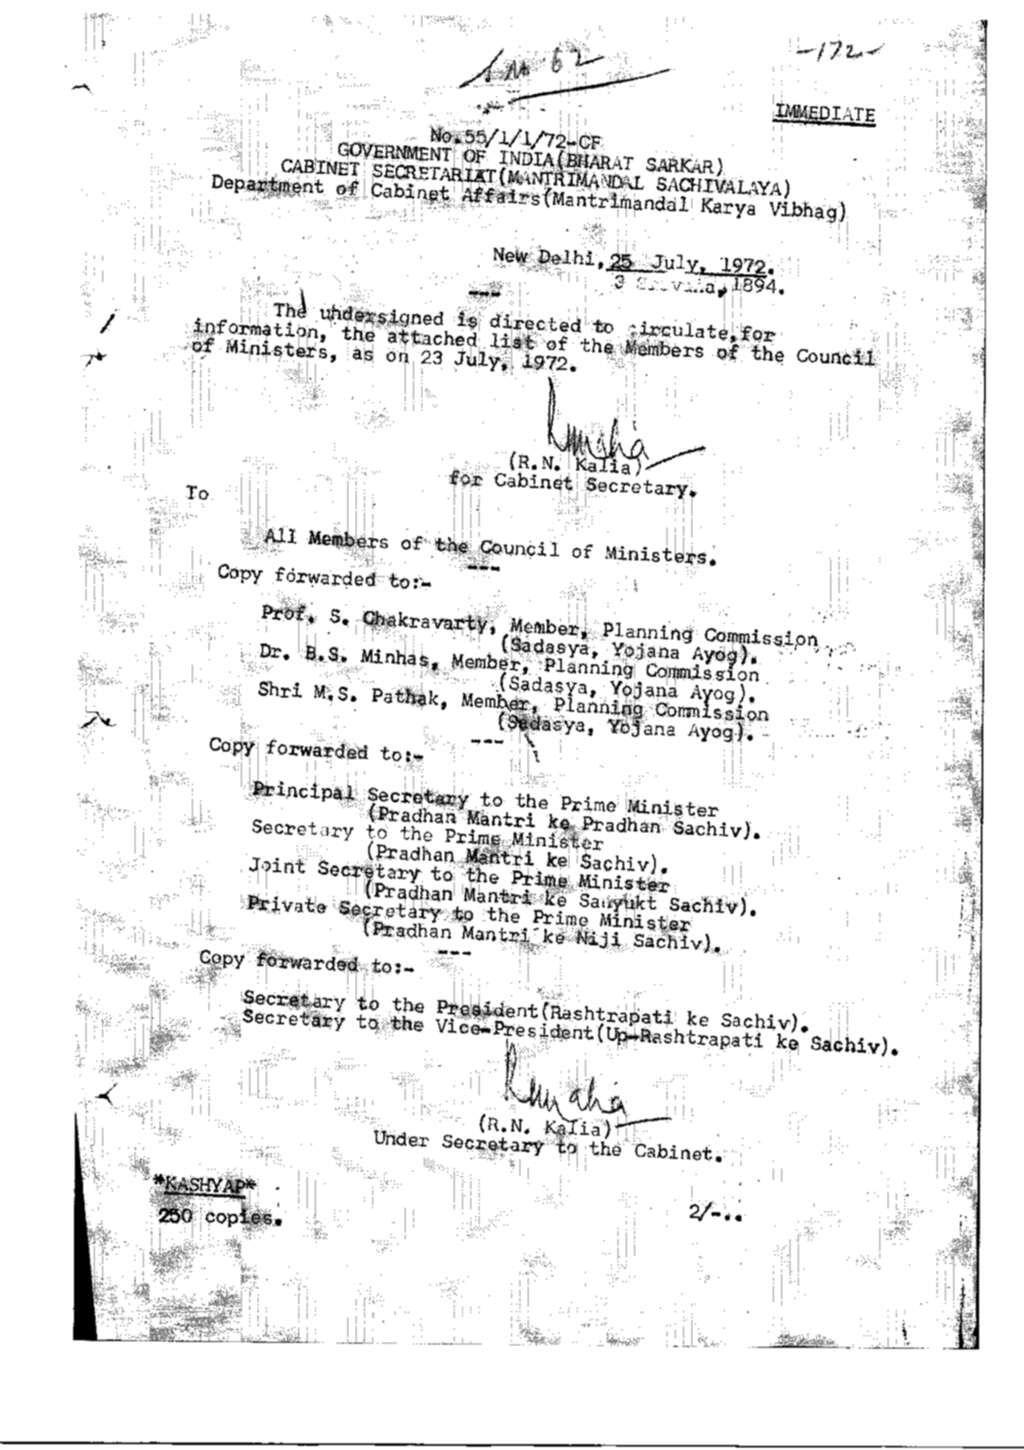 -172-
62
IMMEDIATE
No.55/1/1/72-CF
GOVERNMENT OF INDIA(BHARAT SARKAR)
CABINET SECRETARIAT(MANTRIMANDAL SACHIVALAYA)
Department of Cabinet Affairs(Mantrimandal Karya Vibhag)
New Delhi, 25 July, 1972.
3 , 1894.
---
The undersigned is directed to circulate, for
information, the attached list of the Members of the Council
of Ministers, as on 23 July, 1972.
(R.N. Kalia)
for Cabinet Secretary.
To
All Members of the Council of Ministers.
---
Copy forwarded to:-
Prof. S. Chakravarty, Member, Planning Commission
(Sadasya, Yojana Ayog).
Dr. B.S. Minhas, Member, Planning Commission
(Sadasya, Yojana Ayog).
Shri M.S. Pathak, Member, Planning Commission
(Sadasya, Yojana Ayog).
---
Copy forwarded to:-
Principal Secretary to the Prime Minister
(Pradhan Mantri ke Pradhan Sachiv).
Secretary to the Prime Minister
(Pradhan Mantri ke Sachiv).
Joint Secretary to the Prime Minister
(Pradhan Mantri ke Sanyukt Sachiv).
Private Secretary to the Prime Minister
(Pradhan Mantri ke Niji Sachiv).
---
Copy forwarded to:-
Secretary to the President(Rashtrapati ke Sachiv).
Secretary to the Vice-President(Up-Rashtrapati ke Sachiv).
(R.N. Kalia)
Under Secretary to the Cabinet.
*KASHYAP*
250 copies.
2/-..